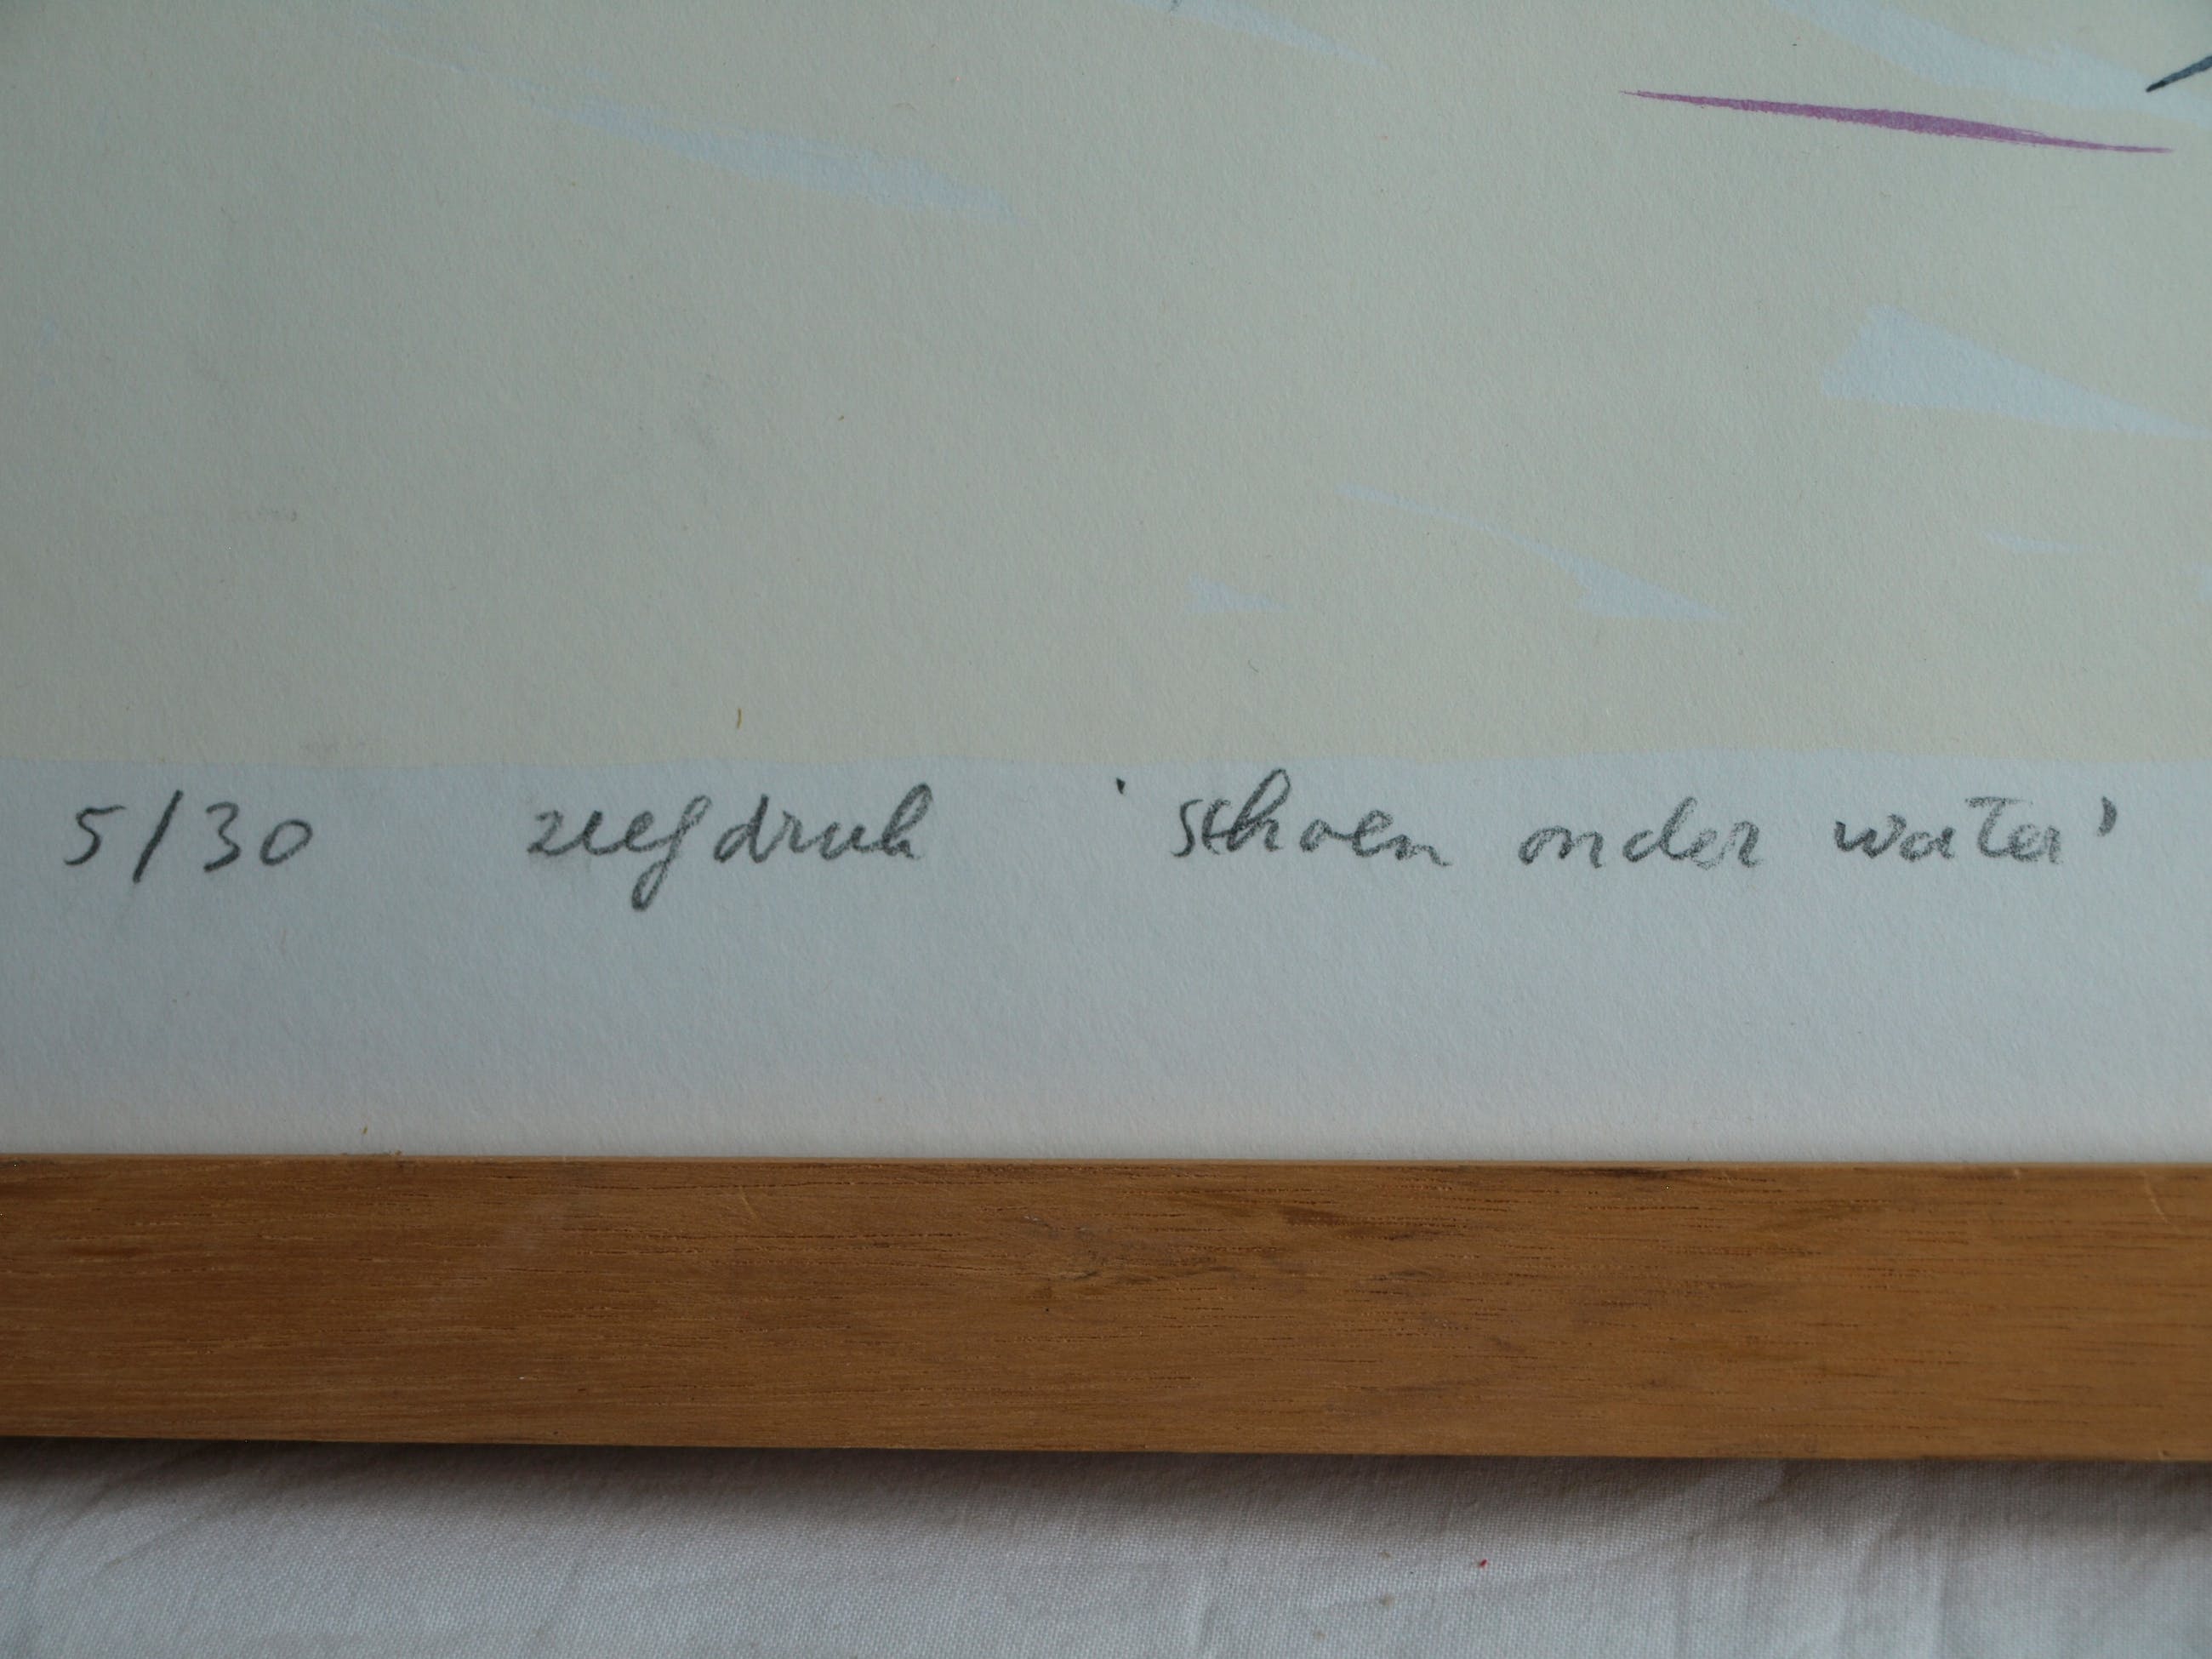 5/30 zeefdruk 'schoen onder water'